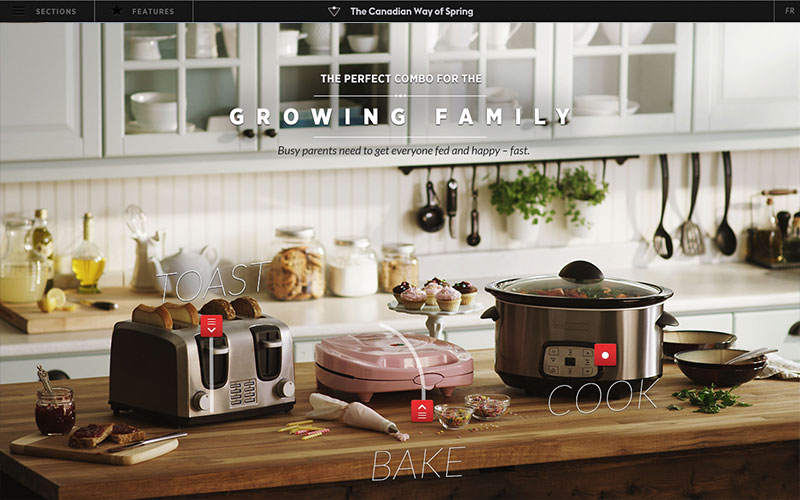 SECTIONS
FEATURES
The Canadian Way of Spring
FR
THE PERFECT COMBO FOR THE
GROWING FAMILY
Busy parents need to get everyone fed and happy – fast.
TOAST
COOK
BAKE